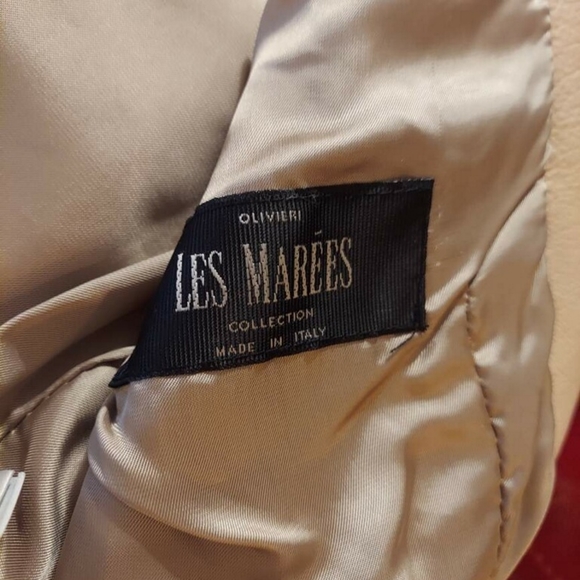 OLIVIERI
LES MARÉES
COLLECTION
MADE IN ITALY